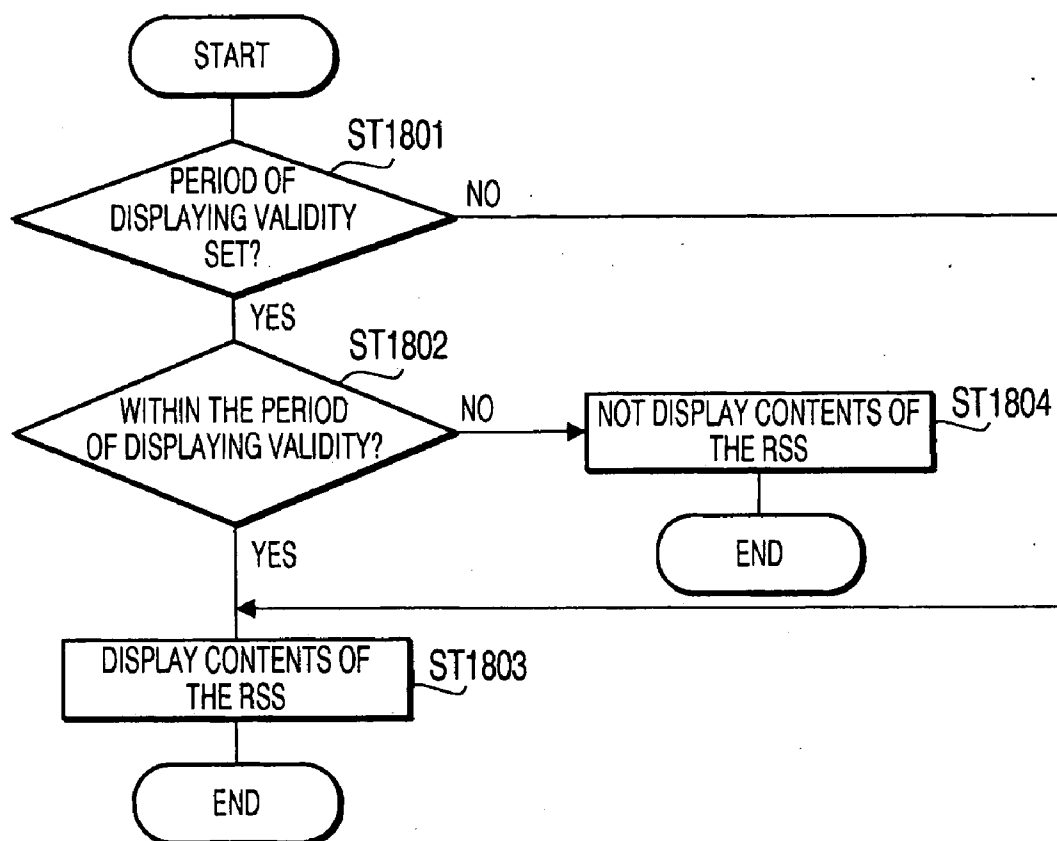 START
ST1801
PERIOD OF
DISPLAYING VALIDITY
SET?
NO
YES
ST1802
WITHIN THE PERIOD
OF DISPLAYING VALIDITY?
NO
NOT DISPLAY CONTENTS OF
THE RSS
ST1804
END
YES
DISPLAY CONTENTS OF
THE RSS
ST1803
END